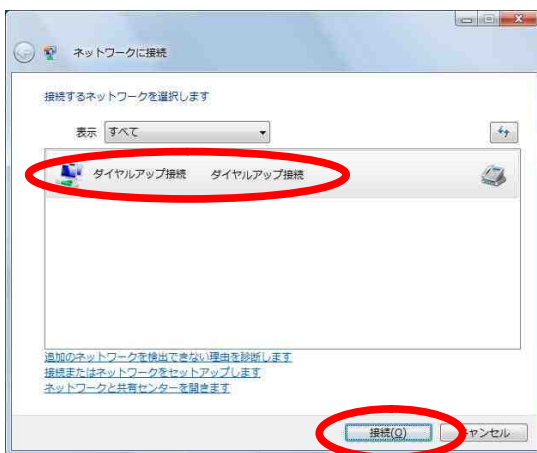 ネットワークに接続
接続するネットワークを選択します
表示 すべて
ダイヤルアップ接続 ダイヤルアップ接続
追加のネットワークを検出できない理由を診断します
接続またはネットワークをセットアップします
ネットワークと共有センターを開きます
接続(O) キャンセル